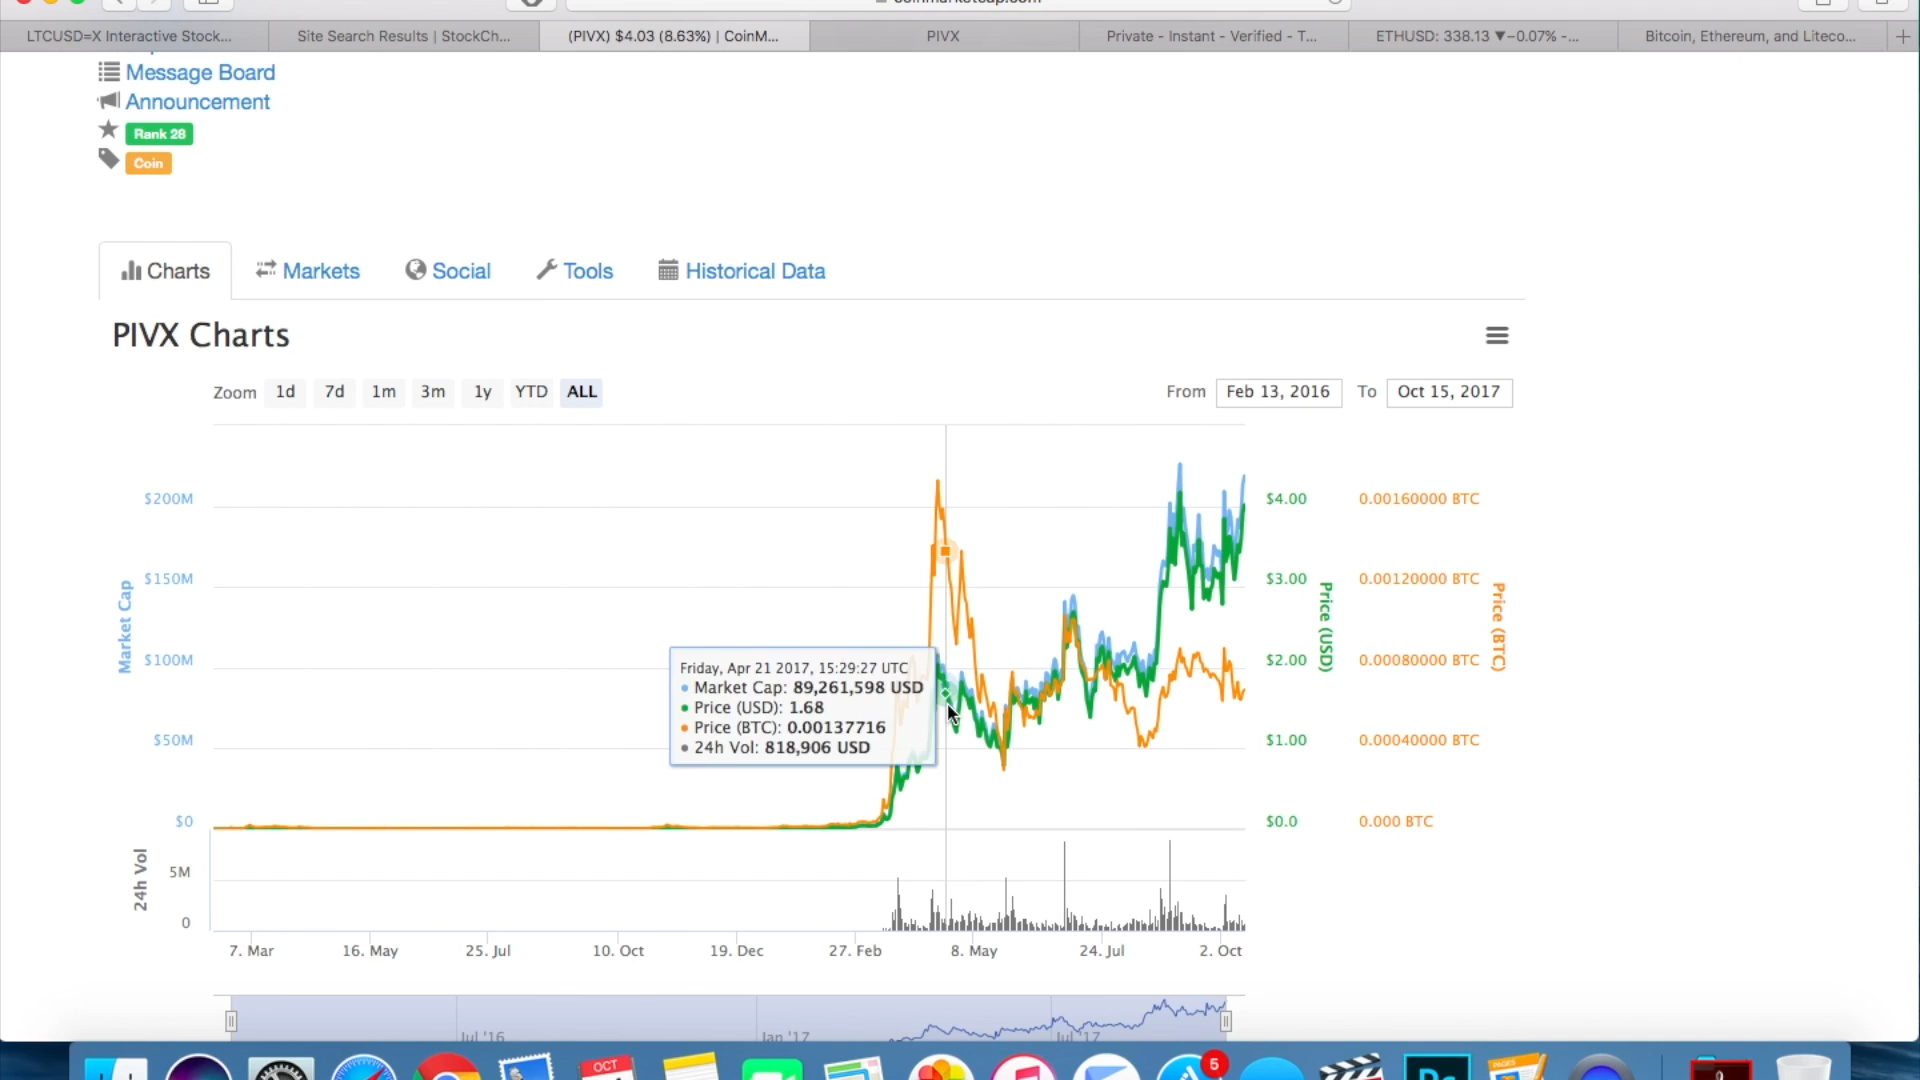 LTCUSD=X Interactive Stock...
Site Search Results | StockCh...
(PIVX) $4.03 (8.63%) | CoinM...
PIVX
Private - Instant - Verified - T...
ETHUSD: 338.13 ▼−0.07% -...
Bitcoin, Ethereum, and Liteco...
Message Board
Announcement
Rank 28
Coin
Charts
Markets
Social
Tools
Historical Data
PIVX Charts
Zoom 1d 7d 1m 3m 1y YTD ALL
From Feb 13, 2016 To Oct 15, 2017
$200M
$150M
$100M
$50M
$0
Market Cap
$4.00
$3.00
$2.00
$1.00
$0.0
Price (USD)
0.00160000 BTC
0.00120000 BTC
0.00080000 BTC
0.00040000 BTC
0.000 BTC
Price (BTC)
Friday, Apr 21 2017, 15:29:27 UTC
Market Cap: 89,261,598 USD
Price (USD): 1.68
Price (BTC): 0.00137716
24h Vol: 818,906 USD
24h Vol
5M
0
7. Mar
16. May
25. Jul
10. Oct
19. Dec
27. Feb
8. May
24. Jul
2. Oct
Jul '16
Jan '17
Jul '17
OCT
5
PAGES